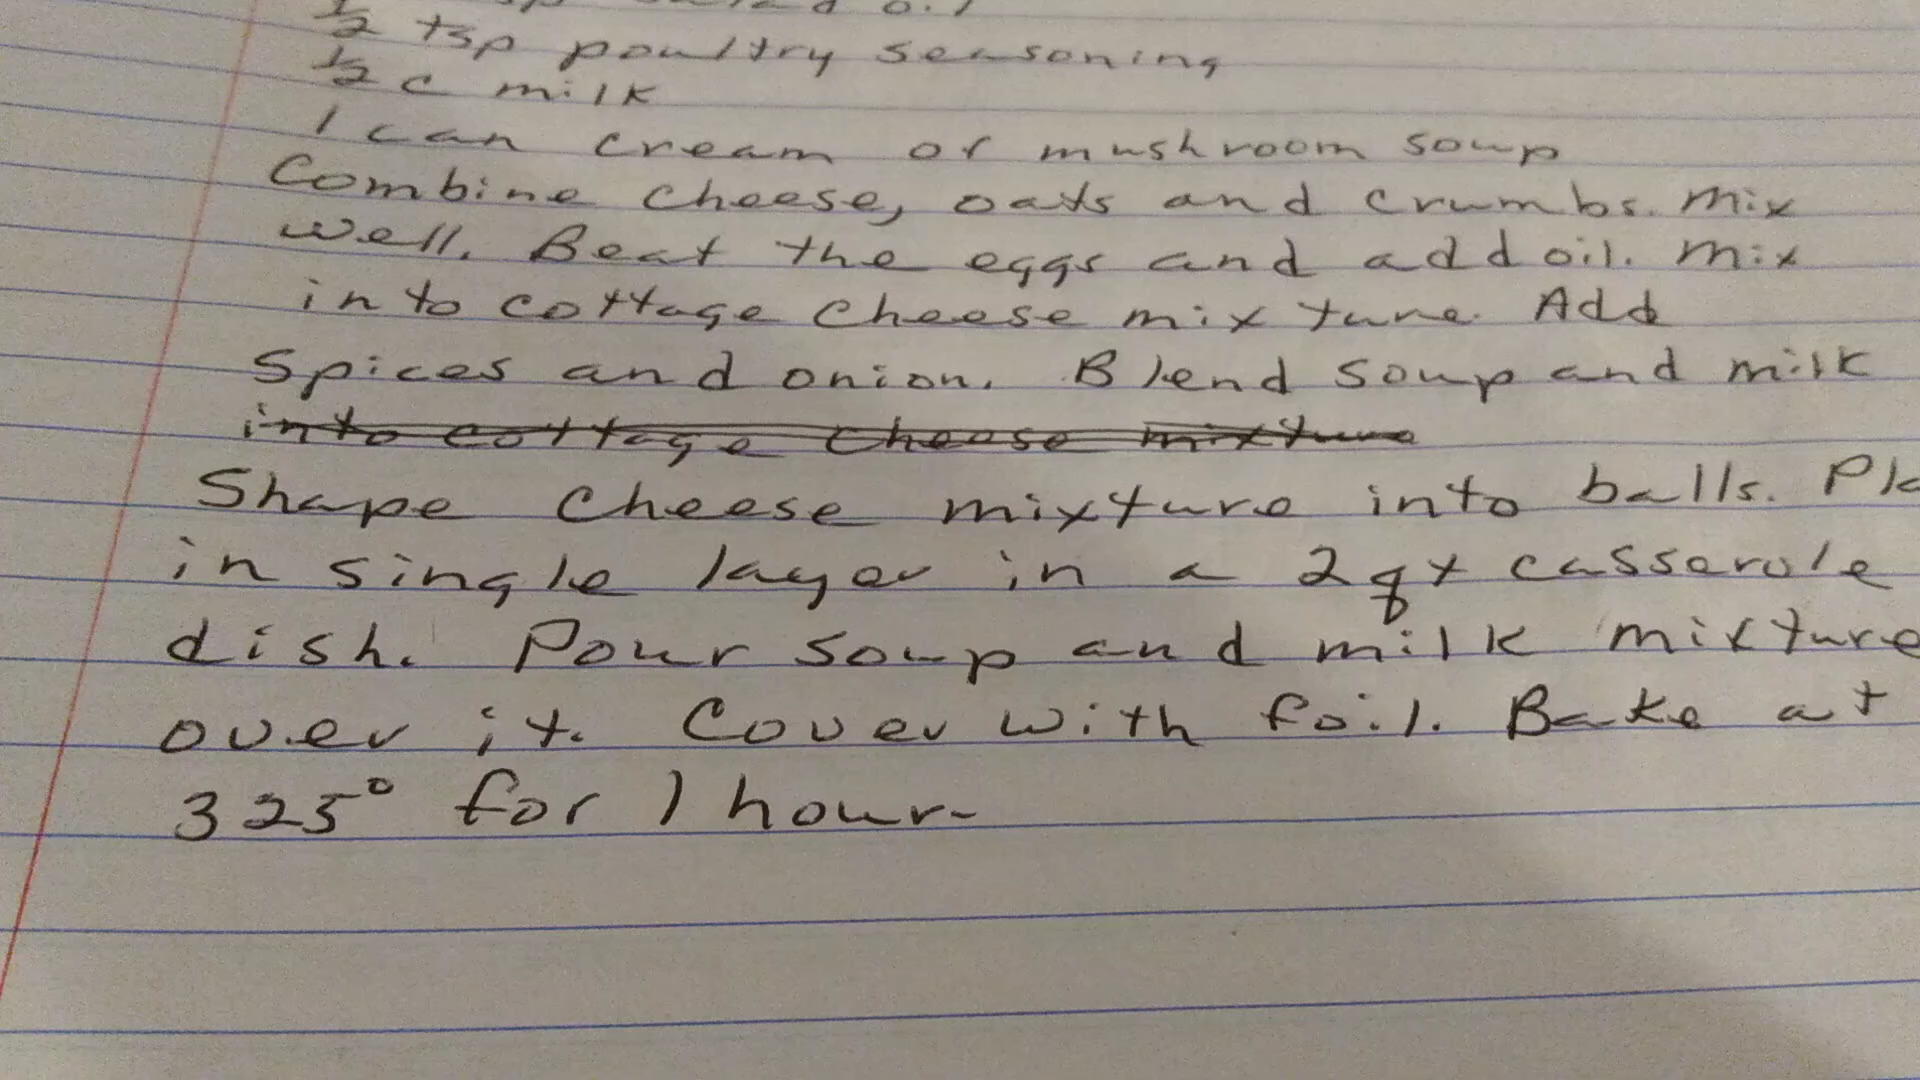 ½ tsp poultry seasoning
½ c milk
1 can cream of mushroom soup
Combine cheese, oats and crumbs. Mix
well. Beat the eggs and add oil. Mix
into cottage cheese mixture. Add
spices and onion. Blend soup and milk
into cottage cheese mixture
Shape cheese mixture into balls. Pla
in single layer in a 2 qt casserole
dish. Pour soup and milk mixture
over it. Cover with foil. Bake at
325° for 1 hour.